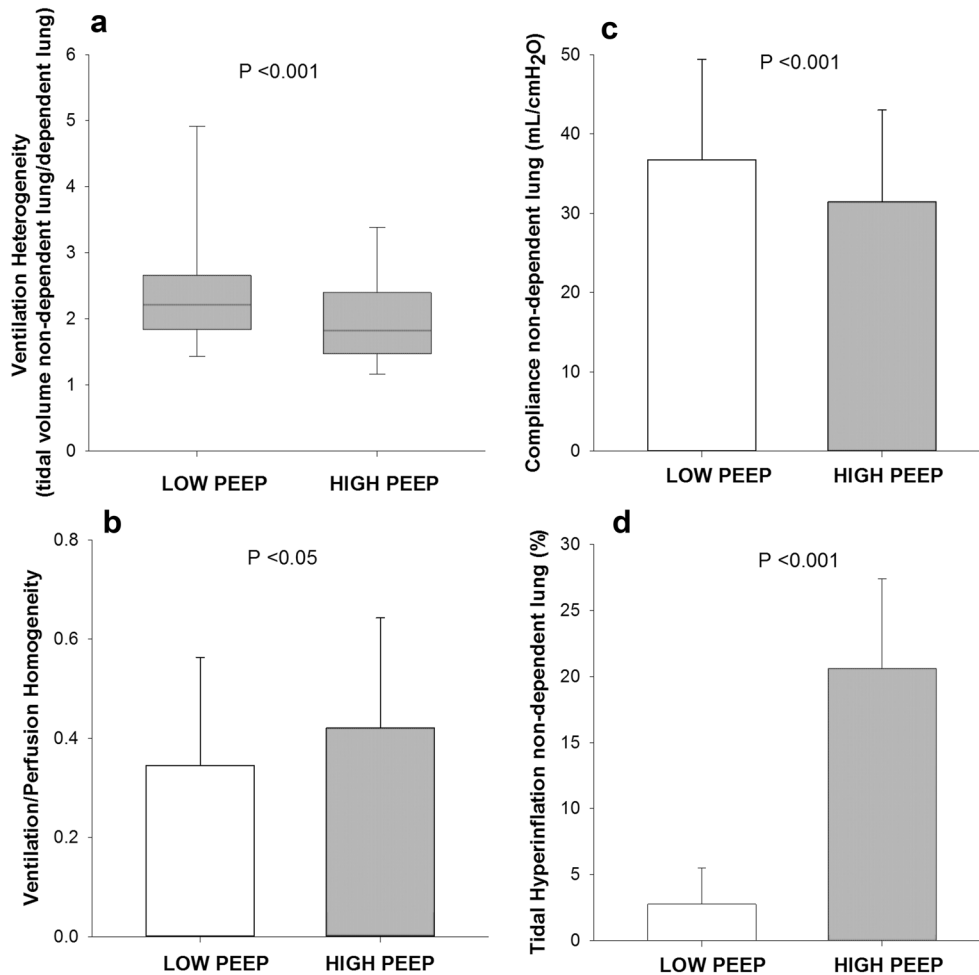 a
P <0.001
Ventilation Heterogeneity
(tidal volume non-dependent lung/dependent lung)
6
5
4
3
2
1
0
LOW PEEP
HIGH PEEP
c
P <0.001
Compliance non-dependent lung (mL/cmH₂O)
50
40
30
20
10
0
LOW PEEP
HIGH PEEP
b
P <0.05
Ventilation/Perfusion Homogeneity
0.8
0.6
0.4
0.2
0.0
LOW PEEP
HIGH PEEP
d
P <0.001
Tidal Hyperinflation non-dependent lung (%)
30
25
20
15
10
5
0
LOW PEEP
HIGH PEEP